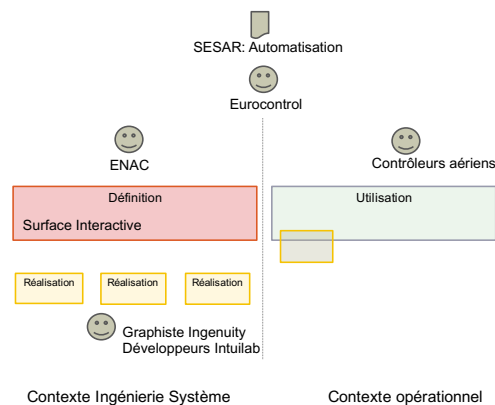 SESAR: Automatisation
Eurocontrol
ENAC
Contrôleurs aériens
Définition
Utilisation
Surface Interactive
Réalisation
Réalisation
Réalisation
Graphiste Ingenuity
Développeurs Intuilab
Contexte Ingénierie Système
Contexte opérationnel